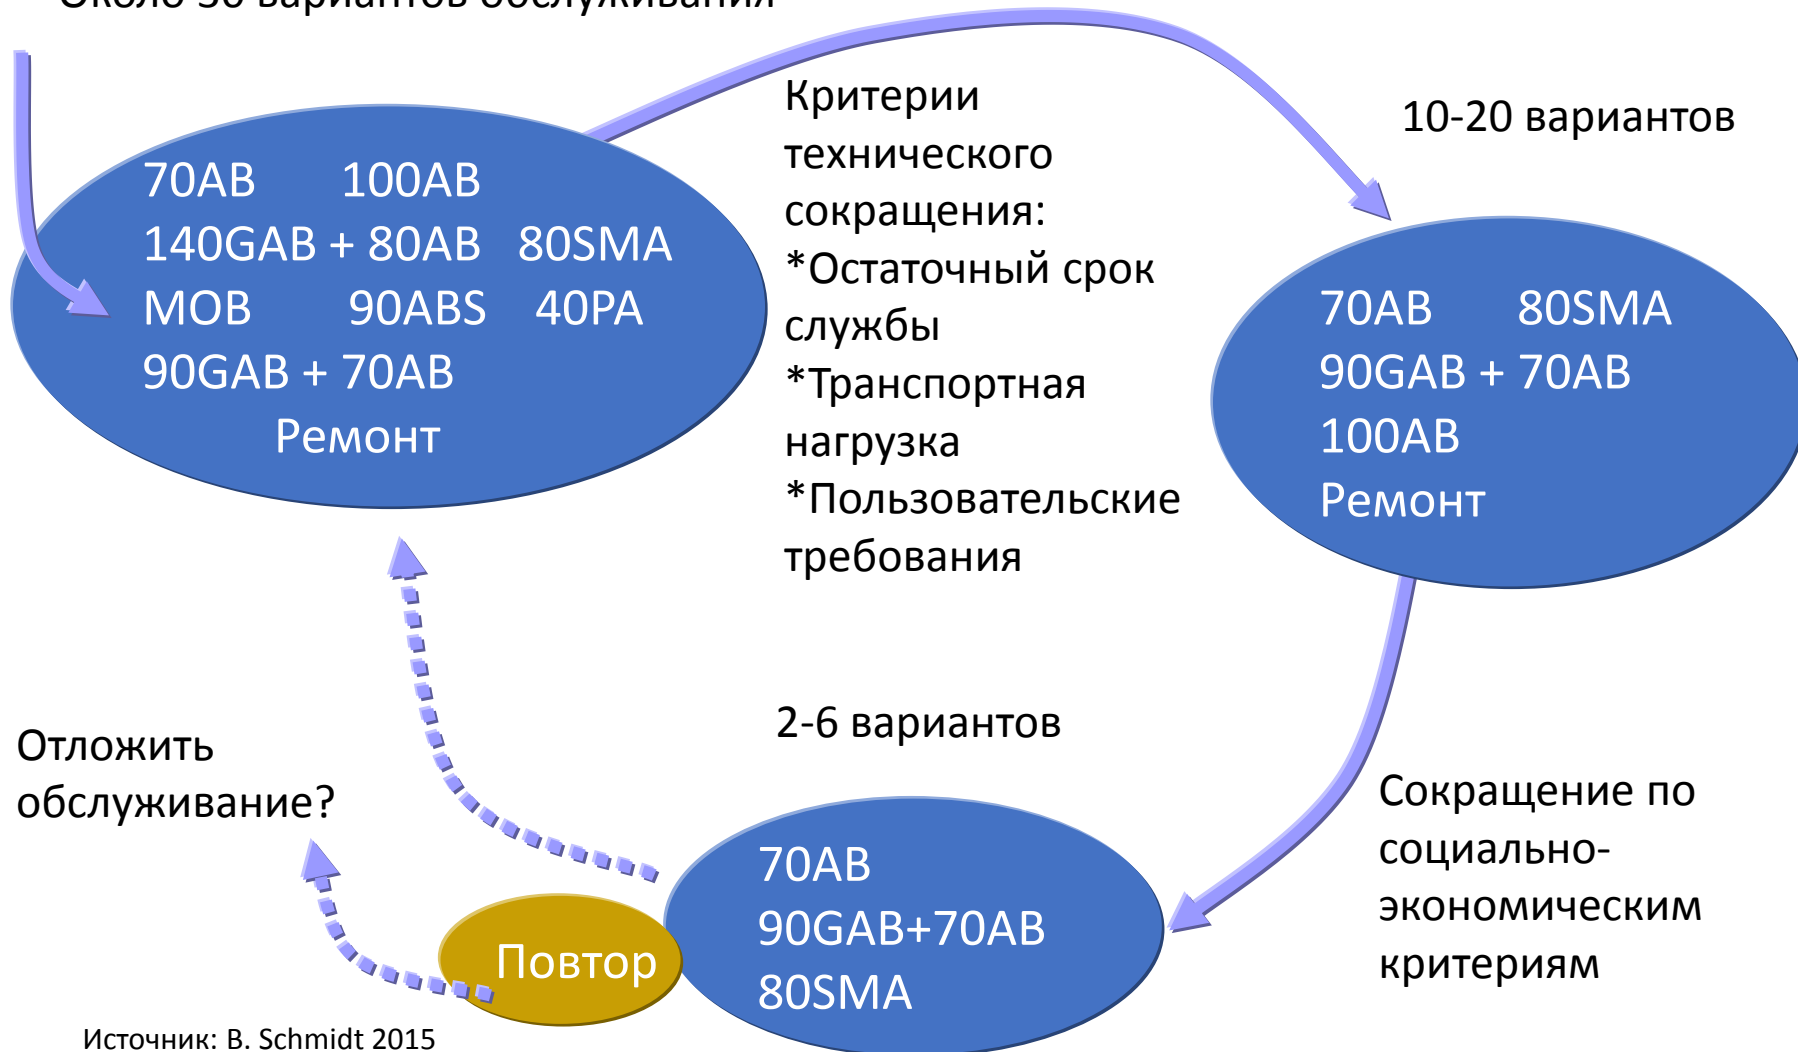 вариантов обслуживания
70AB 100AB
140GAB + 80AB 80SMA
MOB 90ABS 40PA
90GAB + 70AB
Ремонт
Критерии
технического
сокращения:
*Остаточный срок
службы
*Транспортная
нагрузка
*Пользовательские
требования
10-20 вариантов
70AB 80SMA
90GAB + 70AB
100AB
Ремонт
Сокращение по
социально-
экономическим
критериям
2-6 вариантов
70AB
90GAB+70AB
80SMA
Повтор
Отложить
обслуживание?
Источник: B. Schmidt 2015